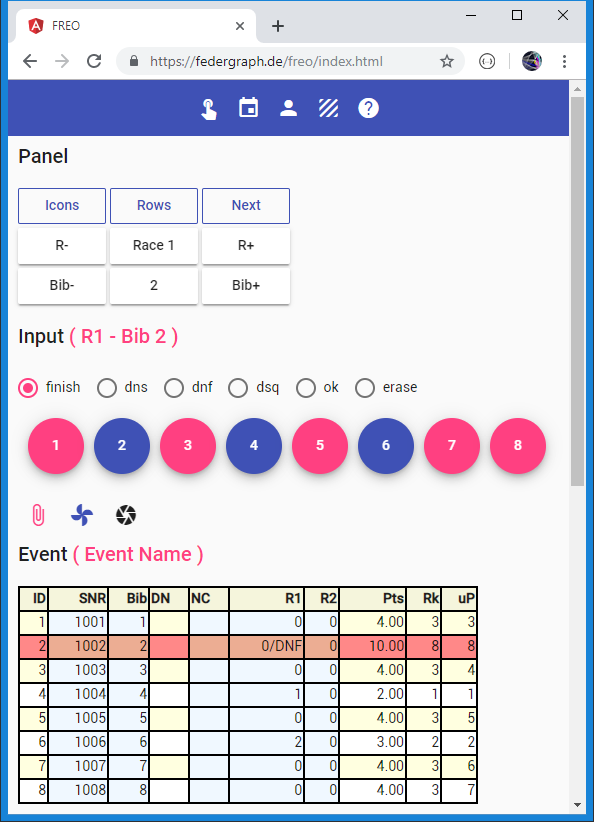 FREO
https://federgraph.de/freo/index.html
Panel
Icons Rows Next
R- Race 1 R+
Bib- 2 Bib+
Input ( R1 - Bib 2 )
finish dns dnf dsq ok erase
1 2 3 4 5 6 7 8
Event ( Event Name )
ID SNR Bib DN NC R1 R2 Pts Rk uP
1 1001 1 0 0 4.00 3 3
2 1002 2 0/DNF 0 10.00 8 8
3 1003 3 0 0 4.00 3 4
4 1004 4 1 0 2.00 1 1
5 1005 5 0 0 4.00 3 5
6 1006 6 2 0 3.00 2 2
7 1007 7 0 0 4.00 3 6
8 1008 8 0 0 4.00 3 7